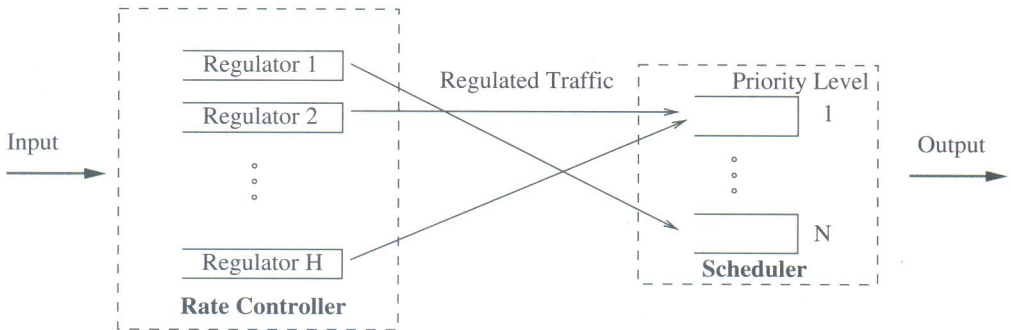 Input
Regulator 1
Regulator 2
Regulator H
Rate Controller
Regulated Traffic
Priority Level
1
N
Scheduler
Output